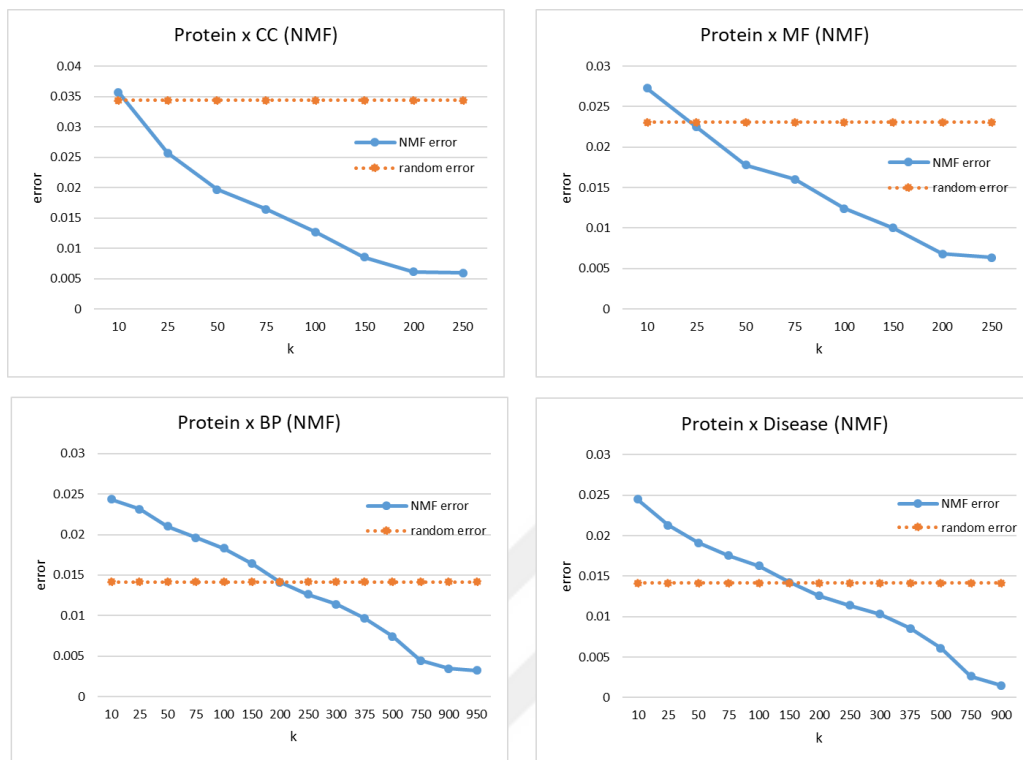 Protein x CC (NMF)
0.04
0.035
0.03
0.025
0.02
0.015
0.01
0.005
0
error
NMF error
random error
10 25 50 75 100 150 200 250
k
Protein x MF (NMF)
0.03
0.025
0.02
0.015
0.01
0.005
0
error
NMF error
random error
10 25 50 75 100 150 200 250
k
Protein x BP (NMF)
0.03
0.025
0.02
0.015
0.01
0.005
0
error
NMF error
random error
10 25 50 75 100 150 200 250 300 375 500 750 900 950
k
Protein x Disease (NMF)
0.03
0.025
0.02
0.015
0.01
0.005
0
error
NMF error
random error
10 25 50 75 100 150 200 250 300 375 500 750 900
k